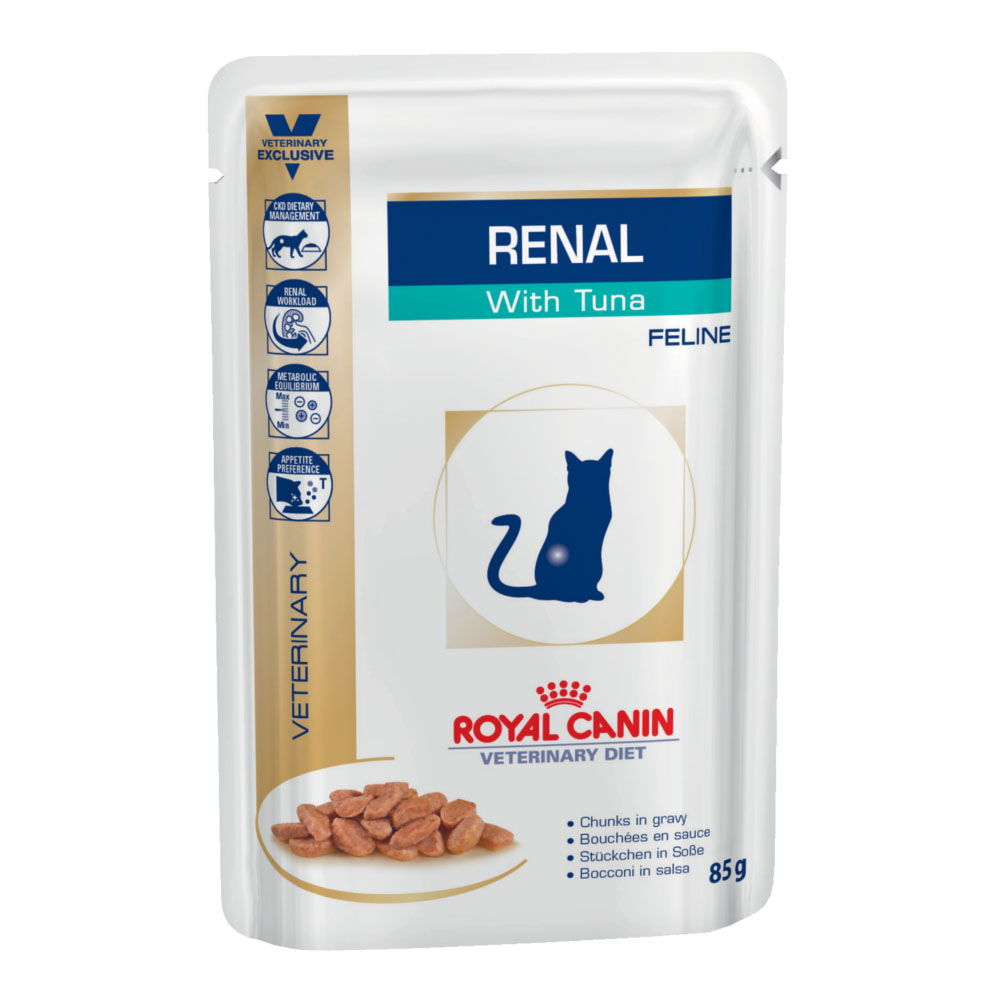 VETERINARY
EXCLUSIVE
CKD DIETARY
MANAGEMENT
RENAL
WORKLOAD
METABOLIC
EQUILIBRIUM
Max
Min
APPETITE
PREFERENCE
T
VETERINARY
RENAL
With Tuna
FELINE
ROYAL CANIN
VETERINARY DIET
• Chunks in gravy
• Bouchées en sauce
• Stückchen in Soße
• Bocconi in salsa
85g